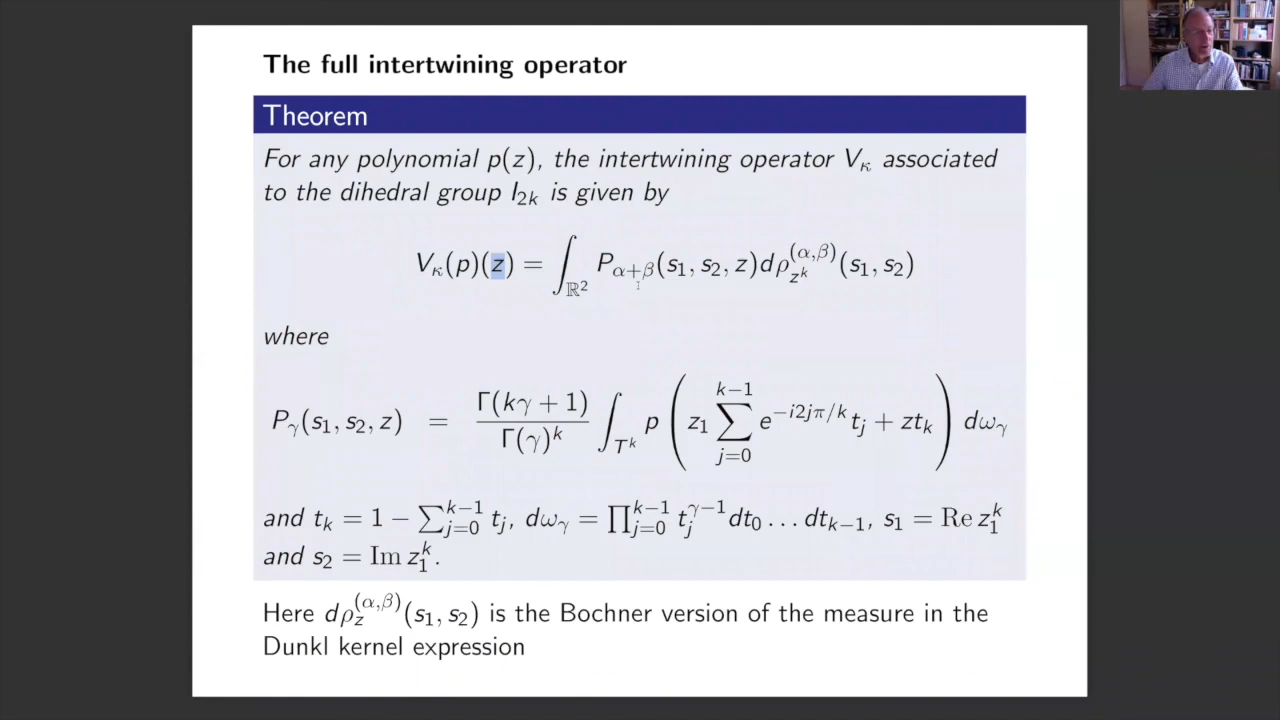 The full intertwining operator
Theorem
For any polynomial p(z), the intertwining operator V_κ associated
to the dihedral group I_{2k} is given by
V_κ(p)(z) = ∫_{ℝ^2} P_{α+β}(s_1, s_2, z)dρ_{z^k}^{(α,β)}(s_1, s_2)
where
P_γ(s_1, s_2, z) = Γ(kγ + 1)/Γ(γ)^k ∫_{T^k} p ( z_1 ∑_{j=0}^{k−1} e^{−i2jπ/k} t_j + zt_k ) dω_γ
and t_k = 1 − ∑_{j=0}^{k−1} t_j, dω_γ = ∏_{j=0}^{k−1} t_j^{γ−1} dt_0 … dt_{k−1}, s_1 = Re z_1^k
and s_2 = Im z_1^k.
Here dρ_z^{(α,β)}(s_1, s_2) is the Bochner version of the measure in the
Dunkl kernel expression